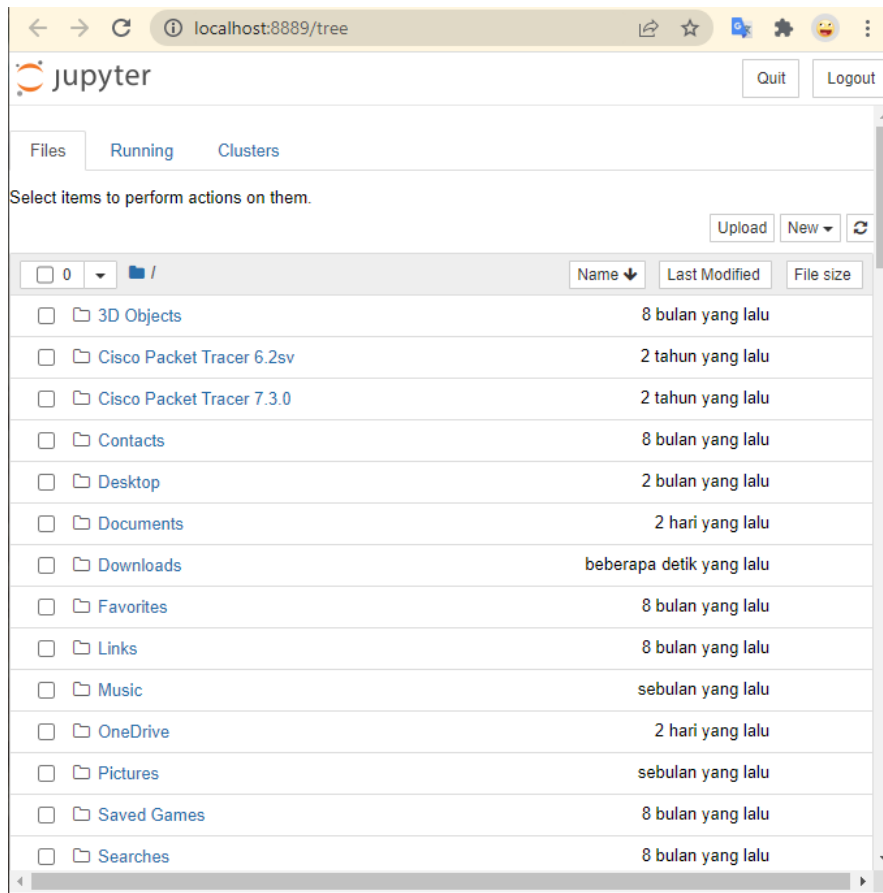 localhost:8889/tree
jupyter
Quit Logout
Files Running Clusters
Select items to perform actions on them.
Upload New
0 / Name Last Modified File size
3D Objects 8 bulan yang lalu
Cisco Packet Tracer 6.2sv 2 tahun yang lalu
Cisco Packet Tracer 7.3.0 2 tahun yang lalu
Contacts 8 bulan yang lalu
Desktop 2 bulan yang lalu
Documents 2 hari yang lalu
Downloads beberapa detik yang lalu
Favorites 8 bulan yang lalu
Links 8 bulan yang lalu
Music sebulan yang lalu
OneDrive 2 hari yang lalu
Pictures sebulan yang lalu
Saved Games 8 bulan yang lalu
Searches 8 bulan yang lalu